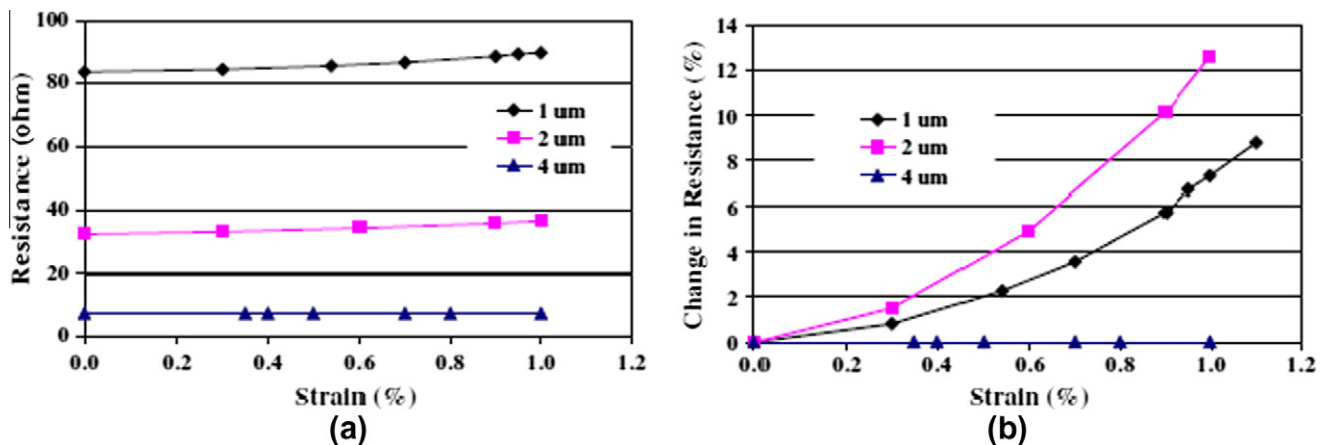 100
80
60
40
20
0
Resistance (ohm)
1 um
2 um
4 um
0.0 0.2 0.4 0.6 0.8 1.0 1.2
Strain (%)
(a)
14
12
10
8
6
4
2
0
Change in Resistance (%)
1 um
2 um
4 um
0.0 0.2 0.4 0.6 0.8 1.0 1.2
Strain (%)
(b)